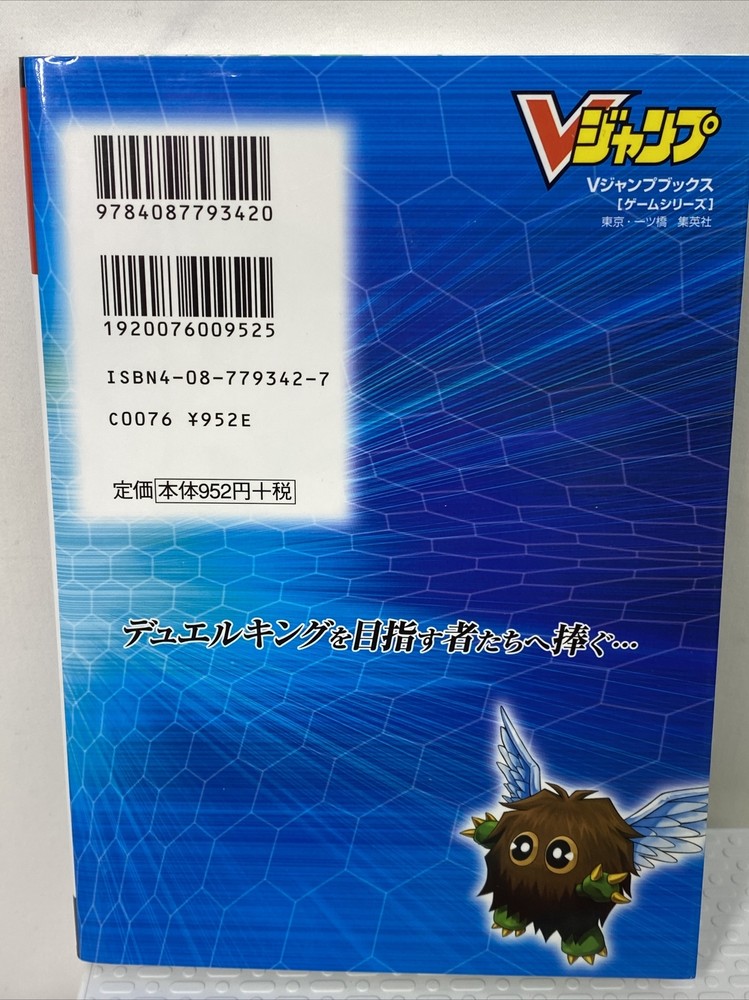 Vジャンプ
Vジャンプブックス
[ゲームシリーズ]
東京・一ツ橋 集英社
9784087793420
1920076009525
ISBN4-08-779342-7
C0076 ¥952E
定価 本体952円+税
デュエルキングを目指す者たちへ捧ぐ…